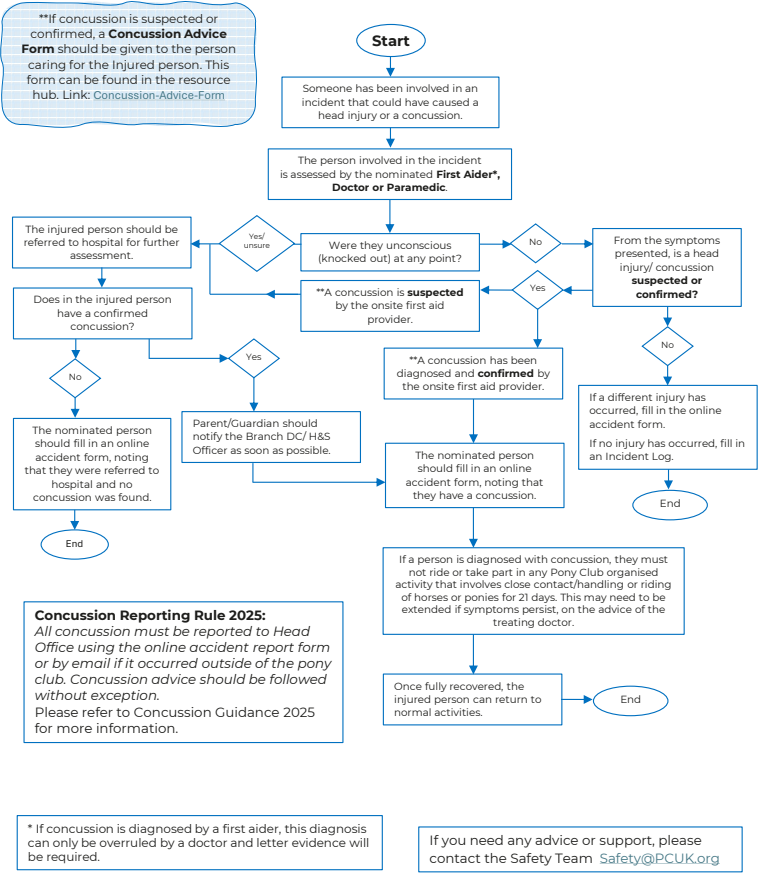 **If concussion is suspected or
confirmed, a Concussion Advice
Form should be given to the person
caring for the Injured person. This
form can be found in the resource
hub. Link: Concussion-Advice-Form
Start
Someone has been involved in an
incident that could have caused a
head injury or a concussion.
The person involved in the incident
is assessed by the nominated First Aider*,
Doctor or Paramedic.
Were they unconscious
(knocked out) at any point?
Yes/
unsure
No
The injured person should be
referred to hospital for further
assessment.
From the symptoms
presented, is a head
injury/ concussion
suspected or
confirmed?
Yes
**A concussion is suspected
by the onsite first aid
provider.
Does in the injured person
have a confirmed
concussion?
No
Yes
No
**A concussion has been
diagnosed and confirmed by
the onsite first aid provider.
If a different injury has
occurred, fill in the online
accident form.
If no injury has occurred, fill in
an Incident Log.
The nominated person
should fill in an online
accident form, noting
that they were referred to
hospital and no
concussion was found.
Parent/Guardian should
notify the Branch DC/ H&S
Officer as soon as possible.
The nominated person
should fill in an online
accident form, noting that
they have a concussion.
End
End
If a person is diagnosed with concussion, they must
not ride or take part in any Pony Club organised
activity that involves close contact/handling or riding
of horses or ponies for 21 days. This may need to be
extended if symptoms persist, on the advice of the
treating doctor.
Concussion Reporting Rule 2025:
All concussion must be reported to Head
Office using the online accident report form
or by email if it occurred outside of the pony
club. Concussion advice should be followed
without exception.
Please refer to Concussion Guidance 2025
for more information.
Once fully recovered, the
injured person can return to
normal activities.
End
* If concussion is diagnosed by a first aider, this diagnosis
can only be overruled by a doctor and letter evidence will
be required.
If you need any advice or support, please
contact the Safety Team Safety@PCUK.org